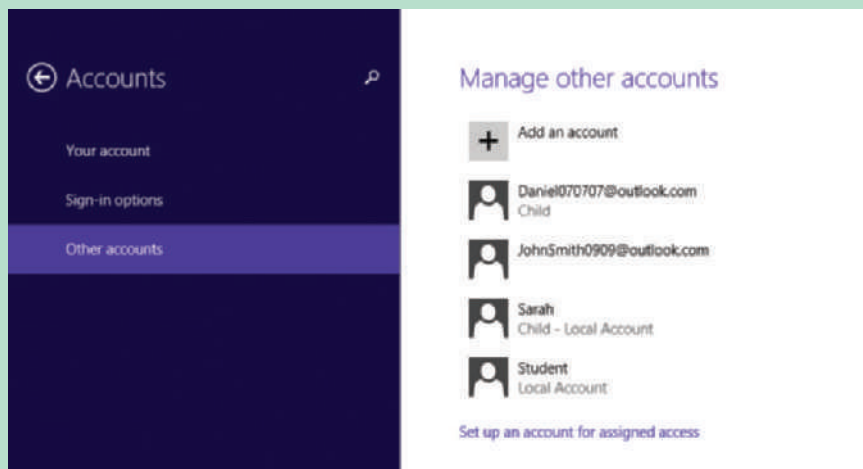 Accounts
Your account
Sign-in options
Other accounts
Manage other accounts
Add an account
Daniel070707@outlook.com
Child
JohnSmith0909@outlook.com
Sarah
Child - Local Account
Student
Local Account
Set up an account for assigned access